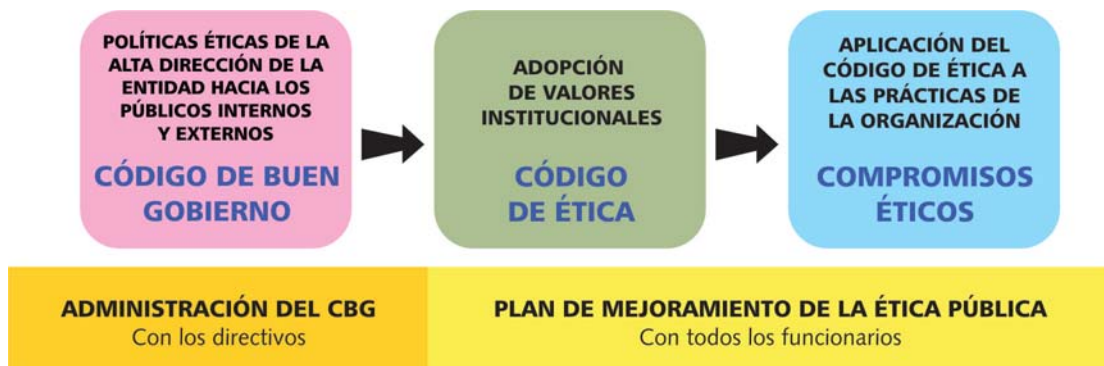 POLÍTICAS ÉTICAS DE LA
ALTA DIRECCIÓN DE LA
ENTIDAD HACIA LOS
PÚBLICOS INTERNOS
Y EXTERNOS
CÓDIGO DE BUEN
GOBIERNO
ADOPCIÓN
DE VALORES
INSTITUCIONALES
CÓDIGO
DE ÉTICA
APLICACIÓN DEL
CÓDIGO DE ÉTICA A
LAS PRÁCTICAS DE
LA ORGANIZACIÓN
COMPROMISOS
ÉTICOS
ADMINISTRACIÓN DEL CBG
Con los directivos
PLAN DE MEJORAMIENTO DE LA ÉTICA PÚBLICA
Con todos los funcionarios